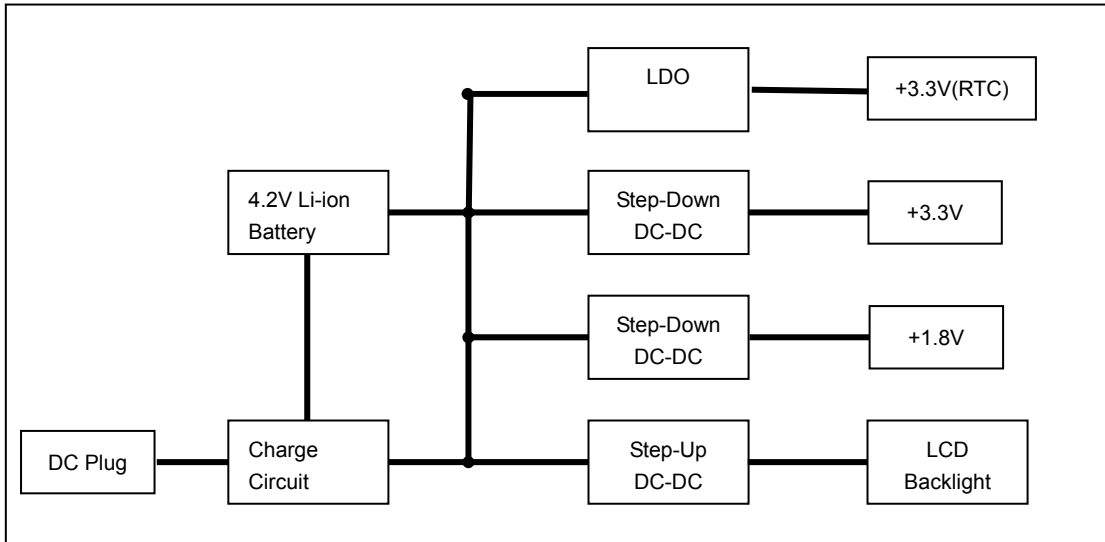 LDO
+3.3V(RTC)
4.2V Li-ion
Battery
Step-Down
DC-DC
+3.3V
Step-Down
DC-DC
+1.8V
DC Plug
Charge
Circuit
Step-Up
DC-DC
LCD
Backlight